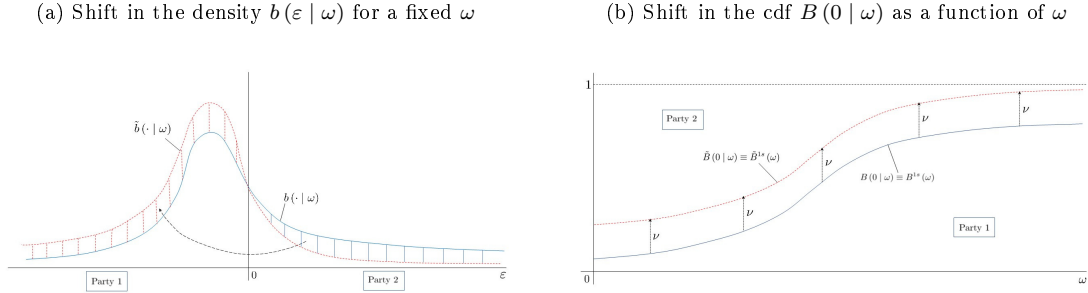 (a) Shift in the density b (ε | ω) for a fixed ω
b̃ (· | ω)
b (· | ω)
Party 1
0
Party 2
ε
(b) Shift in the cdf B (0 | ω) as a function of ω
1
Party 2
ν
ν
ν
ν
ν
B̃ (0 | ω) ≡ B̃¹ˢ (ω)
B (0 | ω) ≡ B¹ˢ (ω)
Party 1
0
ω